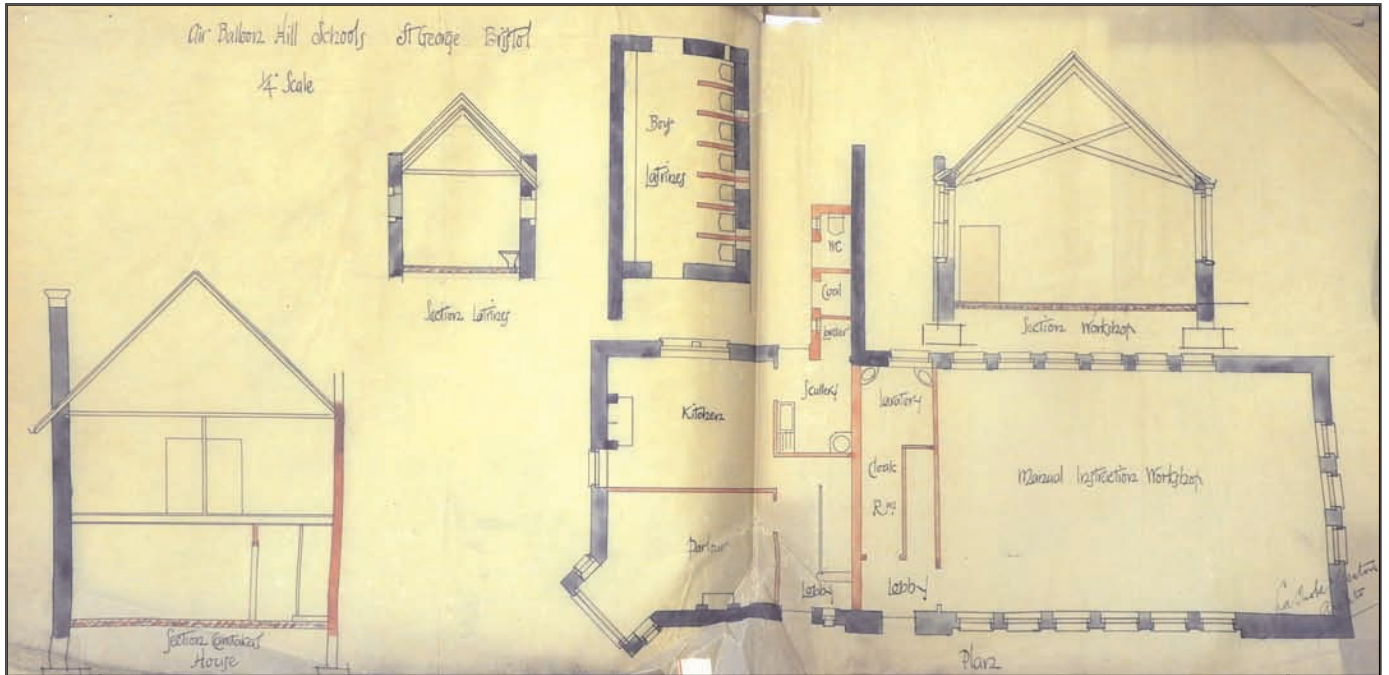 Air Balloon Hill Schools St George Bristol
1/4" Scale
Boys
Latrines
Section Latrines
WC
Coal
Larder
Section Workshop
Scullery
Lavatory
Kitchen
Cloak
Rm
Manual Instruction Workshop
Parlour
Lobby
Lobby
Section Caretakers
House
Plan